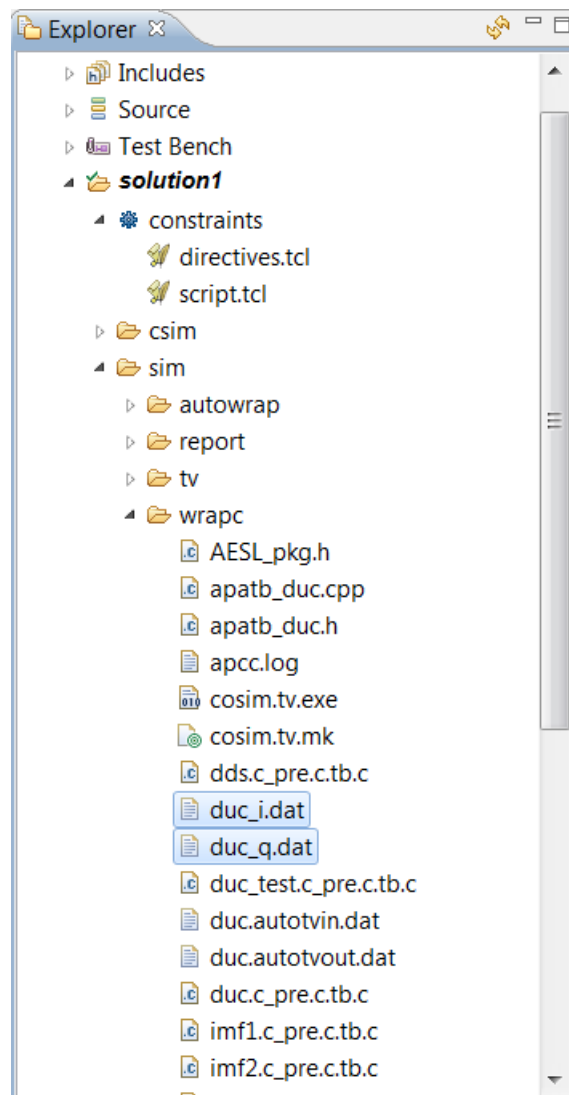 Explorer
Includes
Source
Test Bench
solution1
constraints
directives.tcl
script.tcl
csim
sim
autowrap
report
tv
wrapc
AESL_pkg.h
apatb_duc.cpp
apatb_duc.h
apcc.log
cosim.tv.exe
cosim.tv.mk
dds.c_pre.c.tb.c
duc_i.dat
duc_q.dat
duc_test.c_pre.c.tb.c
duc.autotvin.dat
duc.autotvout.dat
duc.c_pre.c.tb.c
imf1.c_pre.c.tb.c
imf2.c_pre.c.tb.c